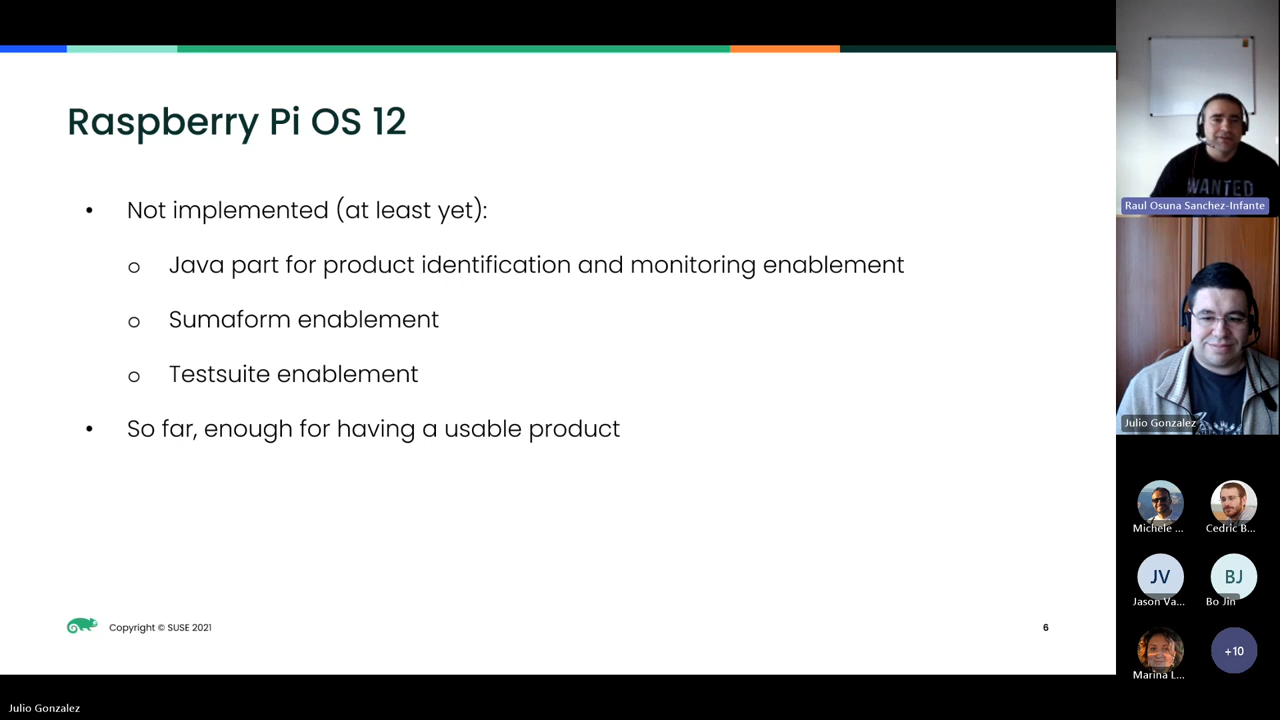 Raspberry Pi OS 12
• Not implemented (at least yet):
o Java part for product identification and monitoring enablement
o Sumaform enablement
o Testsuite enablement
• So far, enough for having a usable product
Copyright © SUSE 2021
6
WANTED
Raul Osuna Sanchez-Infante
Julio Gonzalez
Michele ...
Cedric B...
JV
BJ
Jason Va...
Bo Jin
Marina L...
+10
Julio Gonzalez